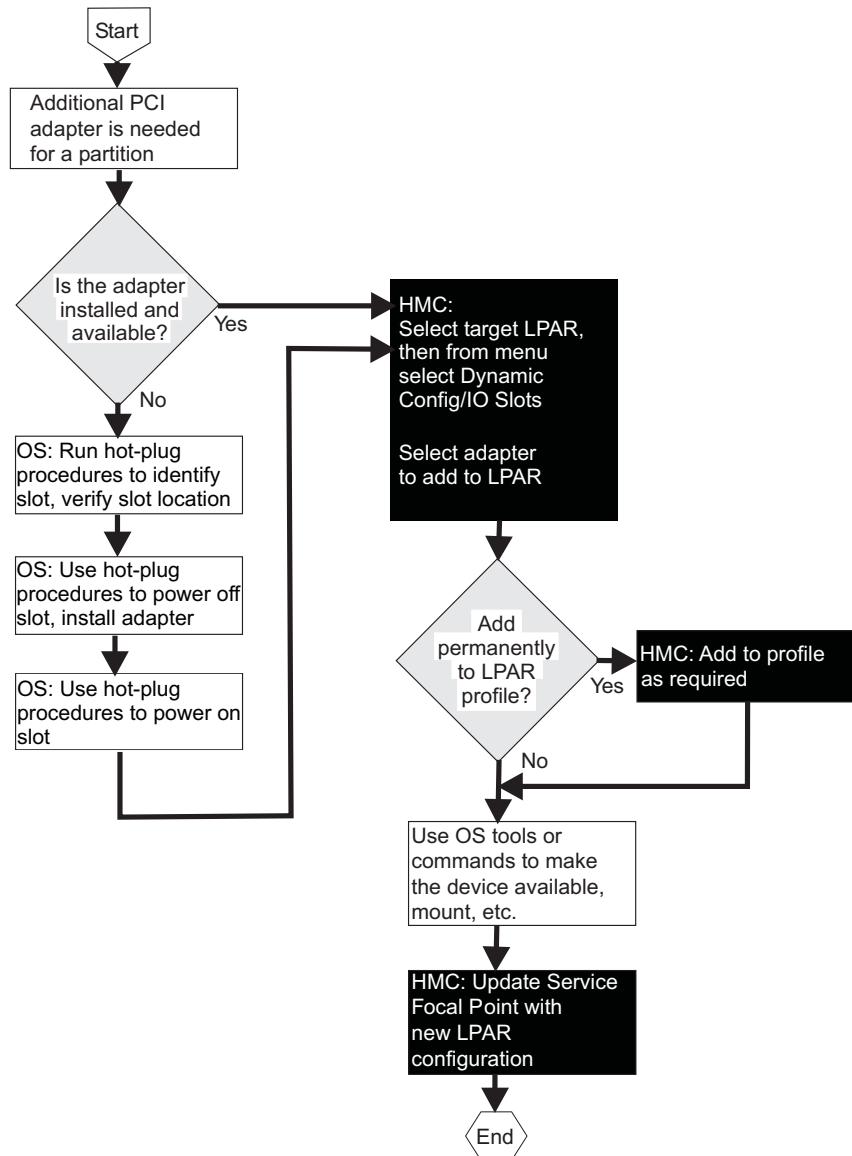 Start
Additional PCI
adapter is needed
for a partition
Is the adapter
installed and
available?
Yes
No
OS: Run hot-plug
procedures to identify
slot, verify slot location
OS: Use hot-plug
procedures to power off
slot, install adapter
OS: Use hot-plug
procedures to power on
slot
HMC:
Select target LPAR,
then from menu
select Dynamic
Config/IO Slots
Select adapter
to add to LPAR
Add
permanently
to LPAR
profile?
Yes
HMC: Add to profile
as required
No
Use OS tools or
commands to make
the device available,
mount, etc.
HMC: Update Service
Focal Point with
new LPAR
configuration
End